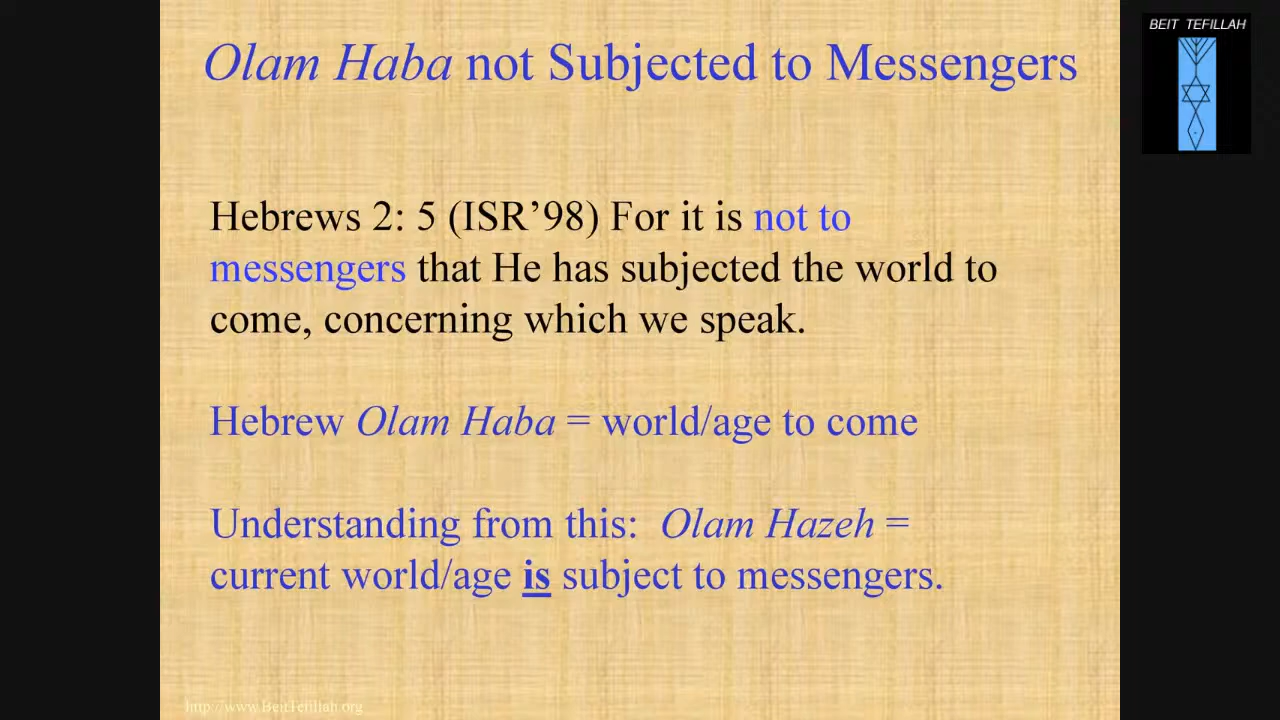 Olam Haba not Subjected to Messengers
BEIT TEFILLAH
Hebrews 2: 5 (ISR’98) For it is not to
messengers that He has subjected the world to
come, concerning which we speak.
Hebrew Olam Haba = world/age to come
Understanding from this:  Olam Hazeh =
current world/age is subject to messengers.
http://www.BeitTefillah.org